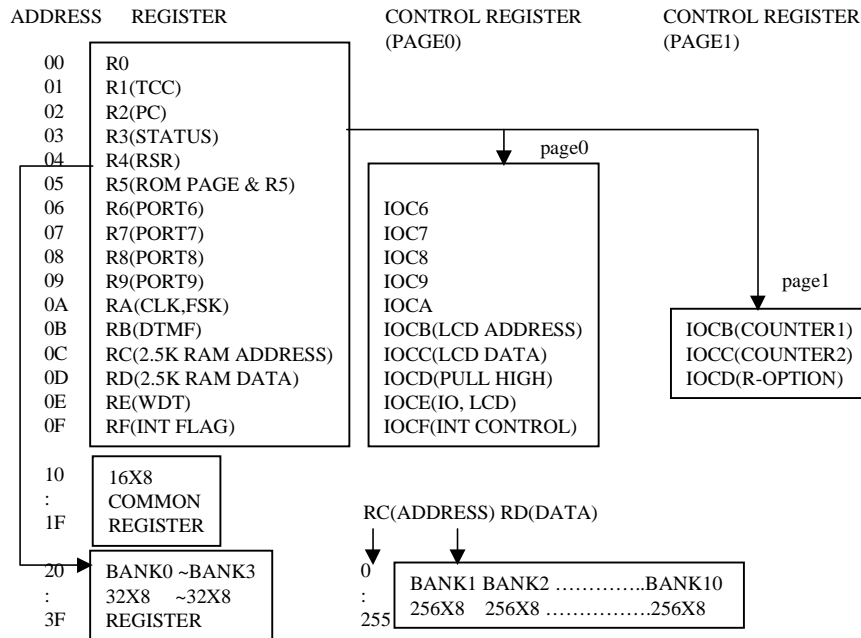 ADDRESS REGISTER CONTROL REGISTER CONTROL REGISTER
(PAGE0) (PAGE1)
00 R0
01 R1(TCC)
02 R2(PC)
03 R3(STATUS)
page0
04 R4(RSR)
05 R5(ROM PAGE & R5)
06 R6(PORT6) IOC6
07 R7(PORT7) IOC7
08 R8(PORT8) IOC8
09 R9(PORT9) IOC9
page1
0A RA(CLK,FSK) IOCA
0B RB(DTMF) IOCB(LCD ADDRESS) IOCB(COUNTER1)
0C RC(2.5K RAM ADDRESS) IOCC(LCD DATA) IOCC(COUNTER2)
0D RD(2.5K RAM DATA) IOCD(PULL HIGH) IOCD(R-OPTION)
0E RE(WDT) IOCE(IO, LCD)
0F RF(INT FLAG) IOCF(INT CONTROL)
10 16X8
: COMMON
1F REGISTER RC(ADDRESS) RD(DATA)
20 BANK0 ~BANK3 0
: 32X8 ~32X8 : BANK1 BANK2 …………..BANK10
3F REGISTER 255 256X8 256X8 …………….256X8